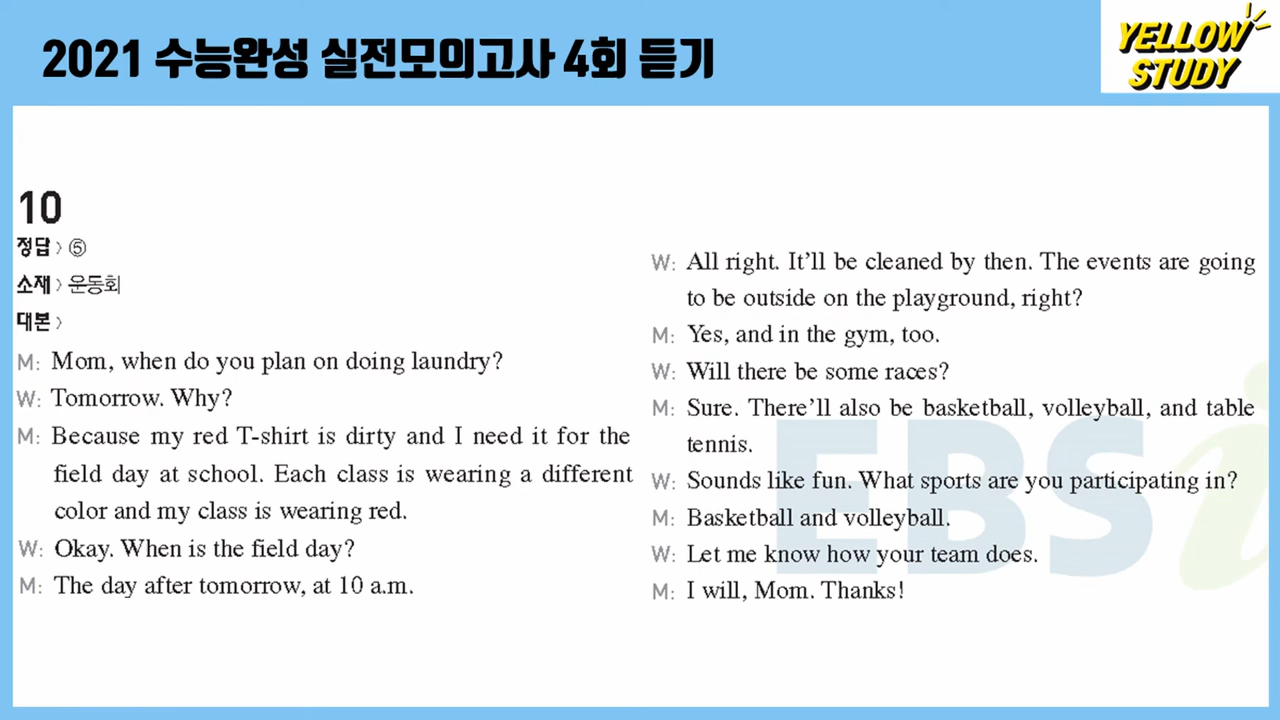 2021 수능완성 실전모의고사 4회 듣기
YELLOW
STUDY
10
정답 > ⑤
소재 > 운동회
대본 >
M: Mom, when do you plan on doing laundry?
W: Tomorrow. Why?
M: Because my red T-shirt is dirty and I need it for the
field day at school. Each class is wearing a different
color and my class is wearing red.
W: Okay. When is the field day?
M: The day after tomorrow, at 10 a.m.
W: All right. It'll be cleaned by then. The events are going
to be outside on the playground, right?
M: Yes, and in the gym, too.
W: Will there be some races?
M: Sure. There'll also be basketball, volleyball, and table
tennis.
W: Sounds like fun. What sports are you participating in?
M: Basketball and volleyball.
W: Let me know how your team does.
M: I will, Mom. Thanks!
EBSi